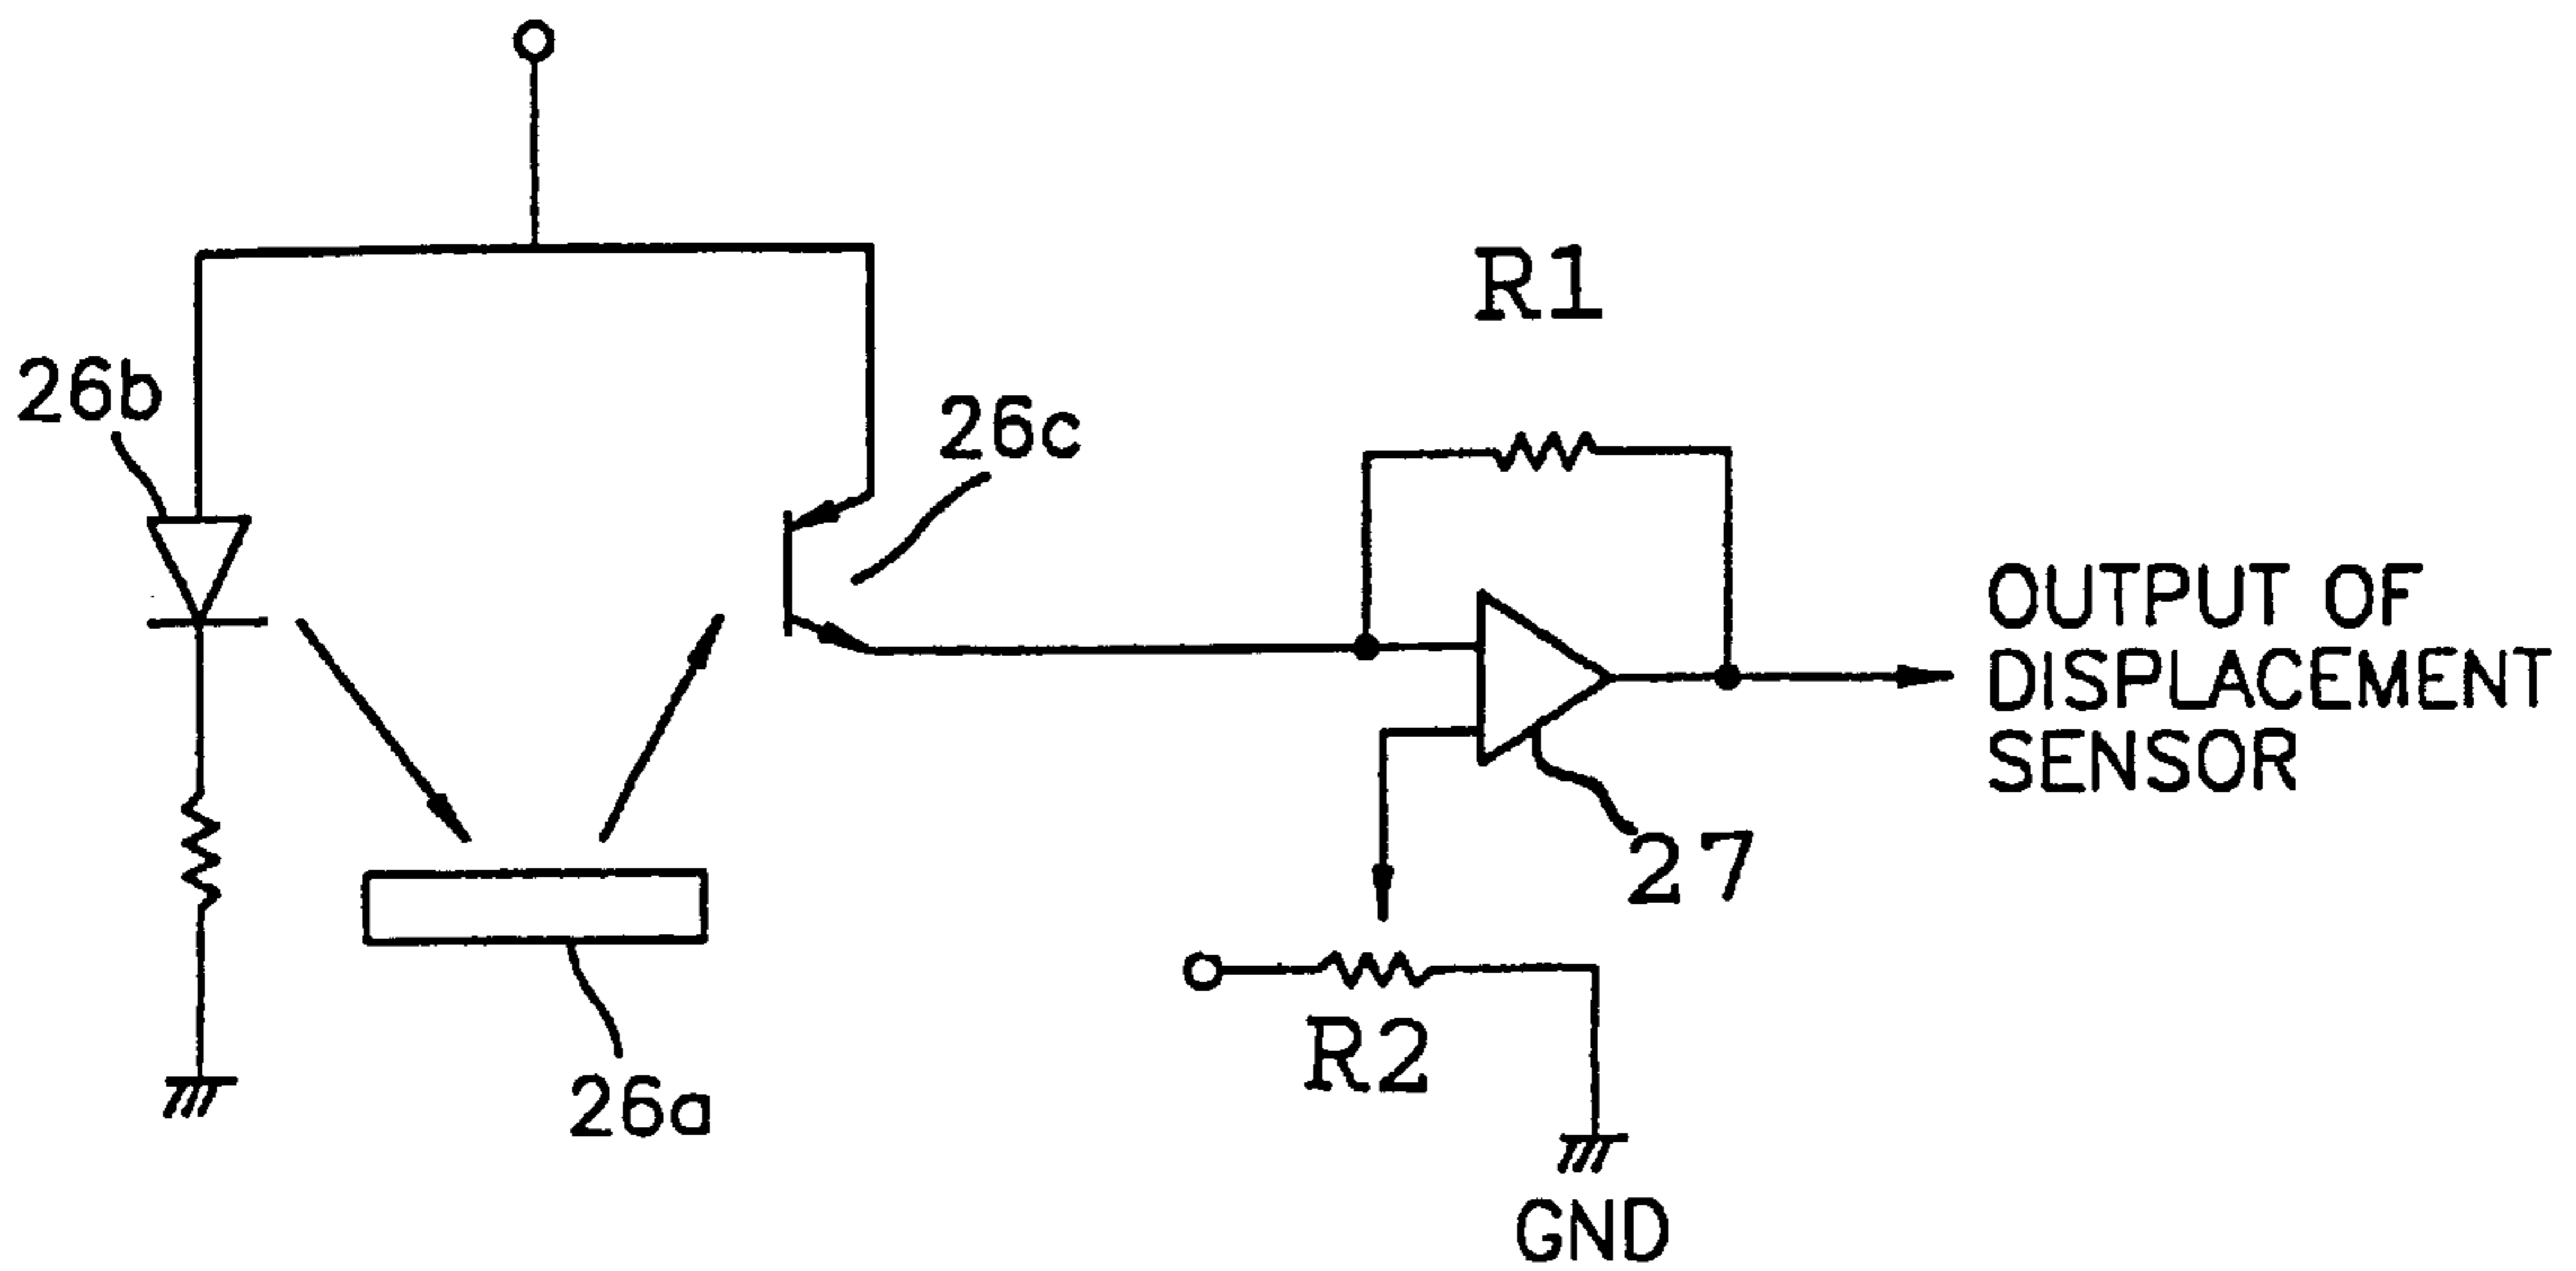 R1
26b
26c
OUTPUT OF
DISPLACEMENT
SENSOR
27
R2
26a
GND